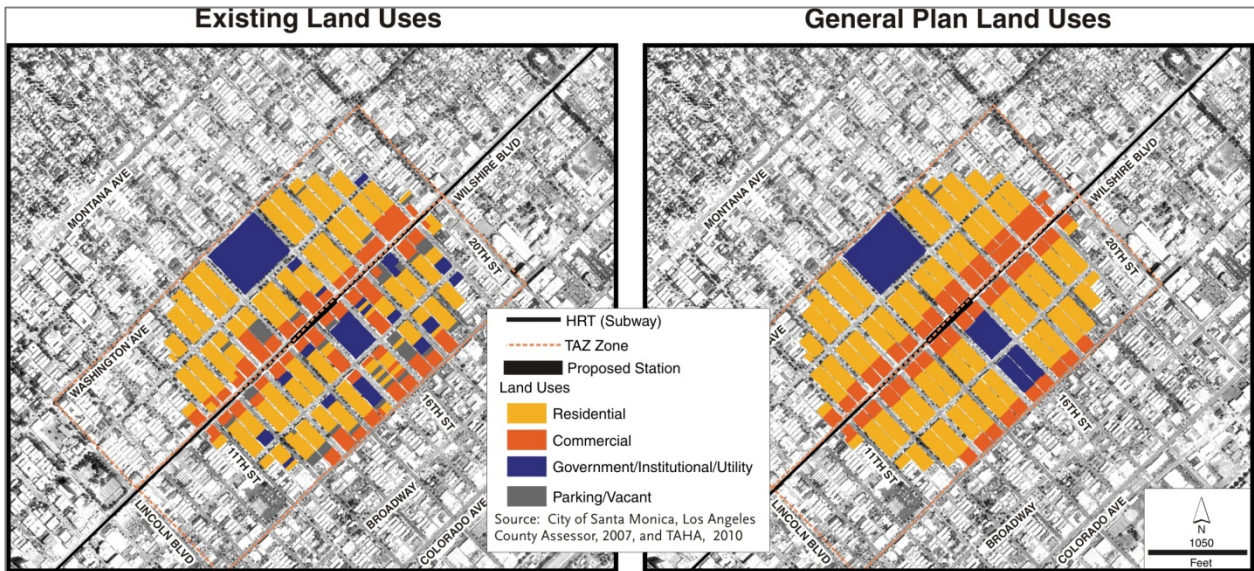 Existing Land Uses
General Plan Land Uses
MONTANA AVE
WILSHIRE BLVD
20TH ST
WASHINGTON AVE
16TH ST
11TH ST
LINCOLN BLVD
BROADWAY
COLORADO AVE
HRT (Subway)
TAZ Zone
Proposed Station
Land Uses
Residential
Commercial
Government/Institutional/Utility
Parking/Vacant
Source: City of Santa Monica, Los Angeles
County Assessor, 2007, and TAHA, 2010
MONTANA AVE
WILSHIRE BLVD
20TH ST
AVE
16TH ST
11TH ST
LINCOLN BLVD
BROADWAY
COLORADO AVE
N
1050
Feet